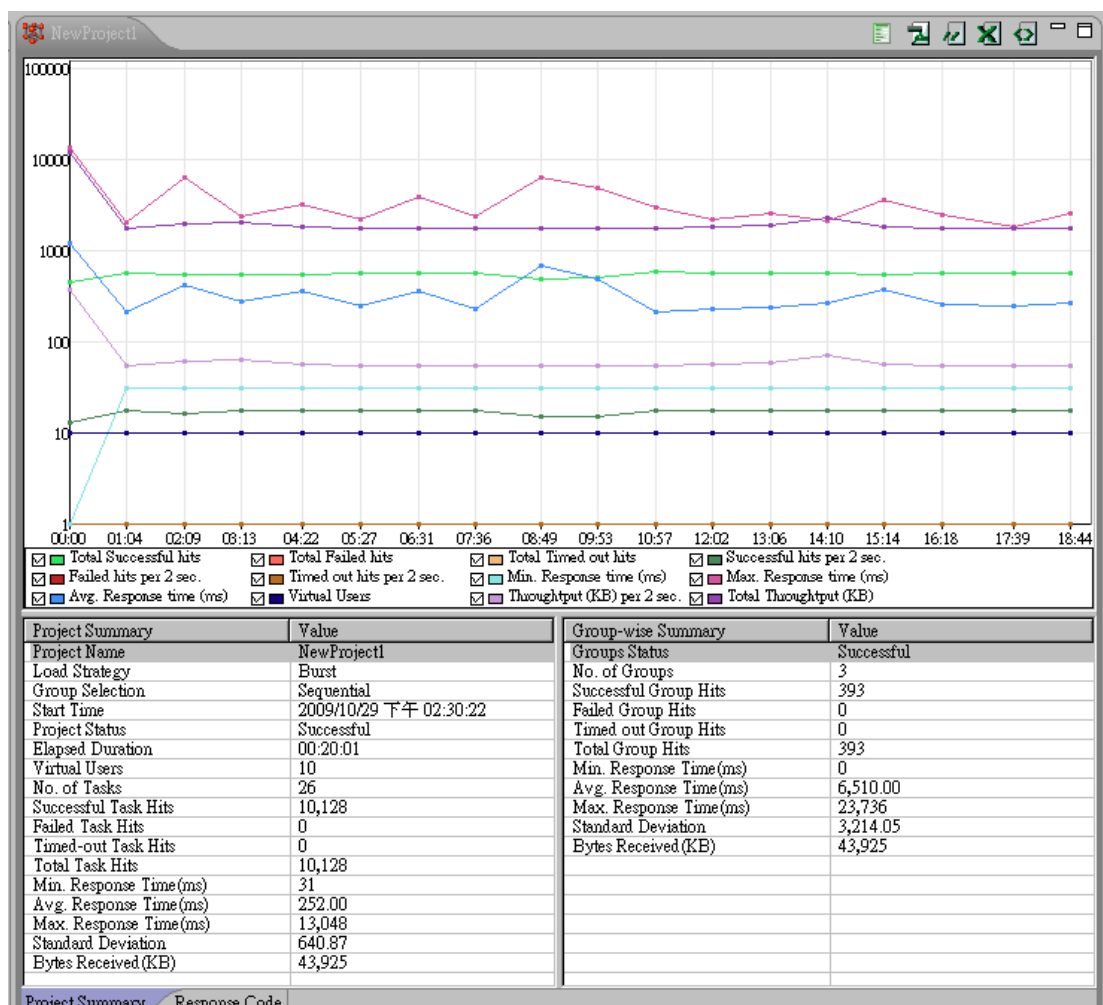 NewProject1
100000
10000
1000
100
10
1
00:00 01:04 02:09 03:13 04:22 05:27 06:31 07:36 08:49 09:53 10:57 12:02 13:06 14:10 15:14 16:18 17:39 18:44
Total Successful hits Total Failed hits Total Timed out hits Successful hits per 2 sec.
Failed hits per 2 sec. Timed out hits per 2 sec. Min. Response time (ms) Max. Response time (ms)
Avg. Response time (ms) Virtual Users Throughtput (KB) per 2 sec. Total Throughtput (KB)
Project Summary Value
Project Name NewProject1
Load Strategy Burst
Group Selection Sequential
Start Time 2009/10/29 下午 02:30:22
Project Status Successful
Elapsed Duration 00:20:01
Virtual Users 10
No. of Tasks 26
Successful Task Hits 10,128
Failed Task Hits 0
Timed-out Task Hits 0
Total Task Hits 10,128
Min. Response Time(ms) 31
Avg. Response Time(ms) 252.00
Max. Response Time(ms) 13,048
Standard Deviation 640.87
Bytes Received(KB) 43,925
Group-wise Summary Value
Groups Status Successful
No. of Groups 3
Successful Group Hits 393
Failed Group Hits 0
Timed out Group Hits 0
Total Group Hits 393
Min. Response Time(ms) 0
Avg. Response Time(ms) 6,510.00
Max. Response Time(ms) 23,736
Standard Deviation 3,214.05
Bytes Received(KB) 43,925
Project Summary Response Code